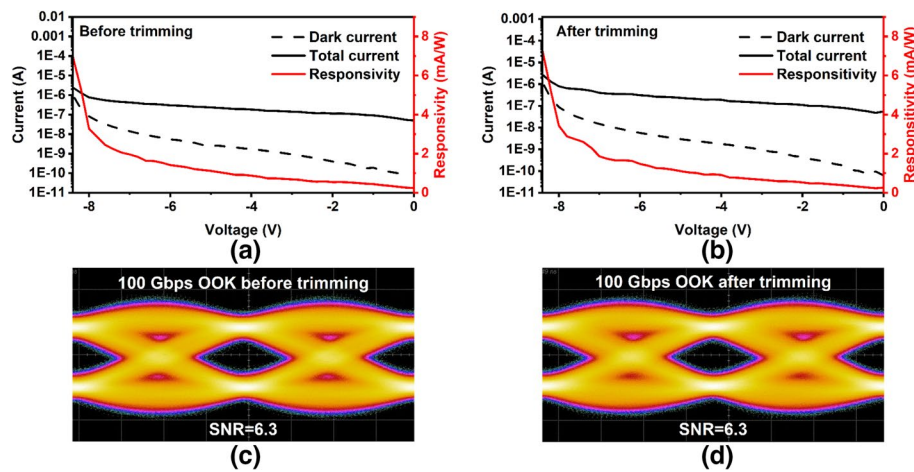 Before trimming
Dark current
Total current
Responsivity
Current (A)
0.01
0.001
1E-4
1E-5
1E-6
1E-7
1E-8
1E-9
1E-10
1E-11
8
6
4
2
0
Responsivity (mA/W)
-8 -6 -4 -2 0
Voltage (V)
(a)
After trimming
Dark current
Total current
Responsitivity
Current (A)
0.01
0.001
1E-4
1E-5
1E-6
1E-7
1E-8
1E-9
1E-10
1E-11
8
6
4
2
0
Responsitivity (mA/W)
-8 -6 -4 -2 0
Voltage (V)
(b)
100 Gbps OOK before trimming
SNR=6.3
(c)
100 Gbps OOK after trimming
SNR=6.3
(d)